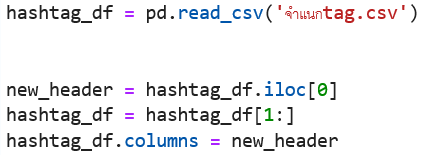 hashtag_df = pd.read_csv('จำแนกtag.csv')
new_header = hashtag_df.iloc[0]
hashtag_df = hashtag_df[1:]
hashtag_df.columns = new_header